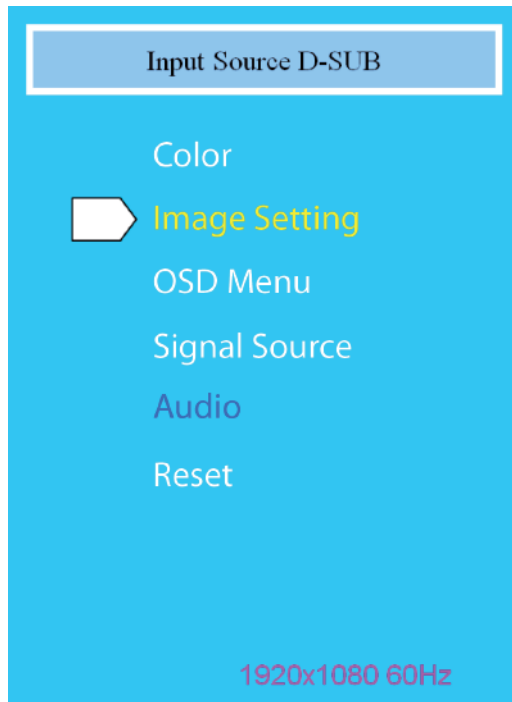 Input Source D-SUB
Color
Image Setting
OSD Menu
Signal Source
Audio
Reset
1920x1080 60Hz